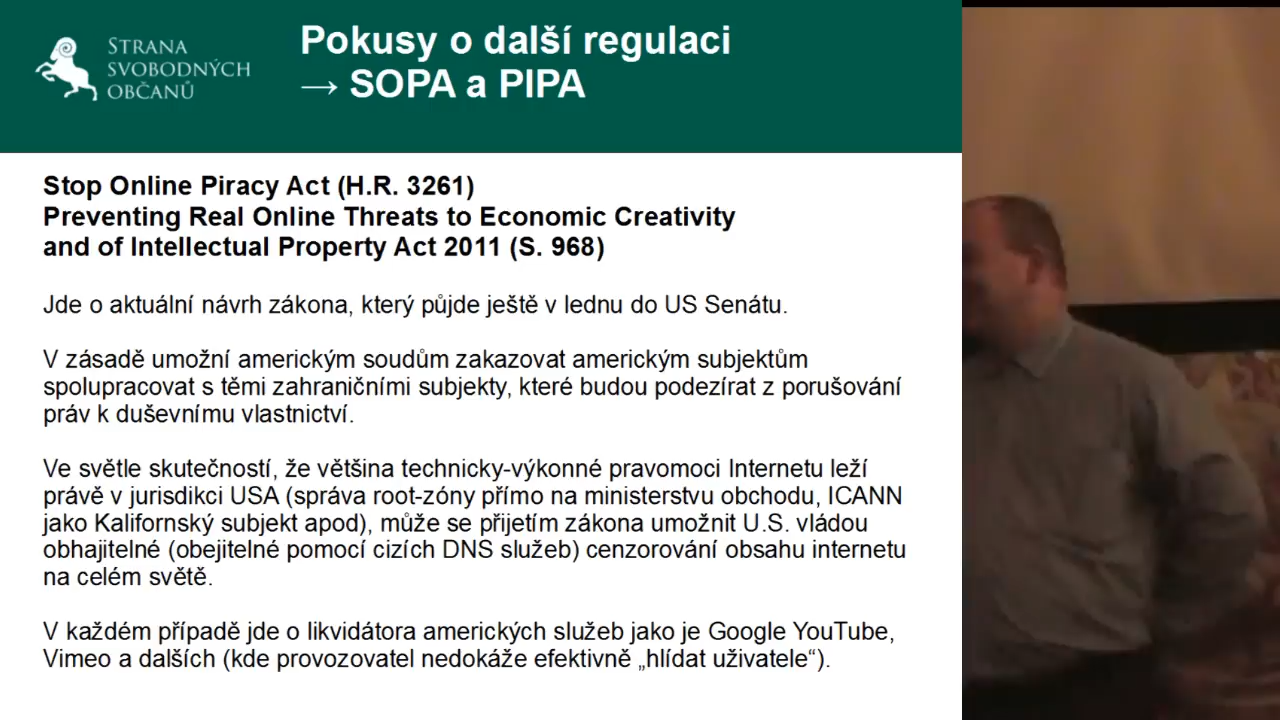 STRANA
SVOBODNÝCH
OBČANŮ
Pokusy o další regulaci
→ SOPA a PIPA
Stop Online Piracy Act (H.R. 3261)
Preventing Real Online Threats to Economic Creativity
and of Intellectual Property Act 2011 (S. 968)
Jde o aktuální návrh zákona, který půjde ještě v lednu do US Senátu.
V zásadě umožní americkým soudům zakazovat americkým subjektům
spolupracovat s těmi zahraničními subjekty, které budou podezírat z porušování
práv k duševnímu vlastnictví.
Ve světle skutečností, že většina technicky-výkonné pravomoci Internetu leží
právě v jurisdikci USA (správa root-zóny přímo na ministerstvu obchodu, ICANN
jako Kalifornský subjekt apod), může se přijetím zákona umožnit U.S. vládou
obhajitelné (obejitelné pomocí cizích DNS služeb) cenzorování obsahu internetu
na celém světě.
V každém případě jde o likvidátora amerických služeb jako je Google YouTube,
Vimeo a dalších (kde provozovatel nedokáže efektivně „hlídat uživatele“).